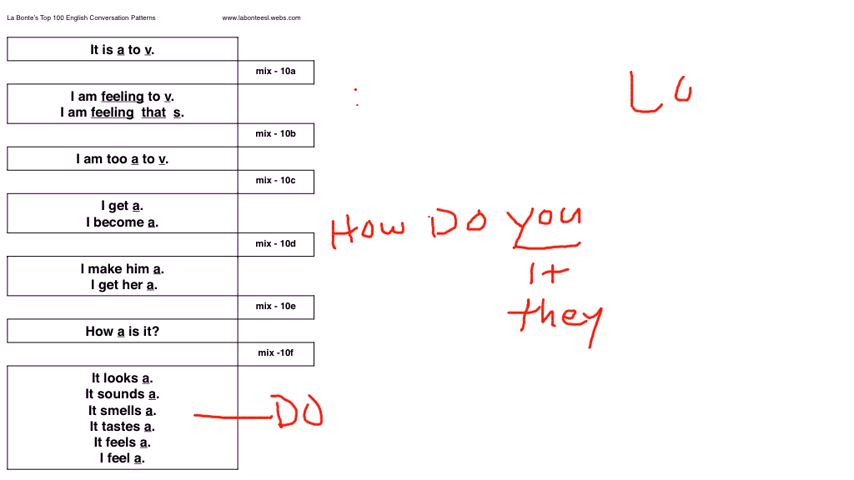 La Bonte's Top 100 English Conversation Patterns
www.labonteesl.webs.com
It is a to v.
mix - 10a
I am feeling to v.
I am feeling that s.
mix - 10b
I am too a to v.
mix - 10c
I get a.
I become a.
mix - 10d
I make him a.
I get her a.
mix - 10e
How a is it?
mix -10f
It looks a.
It sounds a.
It smells a.
It tastes a.
It feels a.
I feel a.
DO
Lo
How DO you
it
they